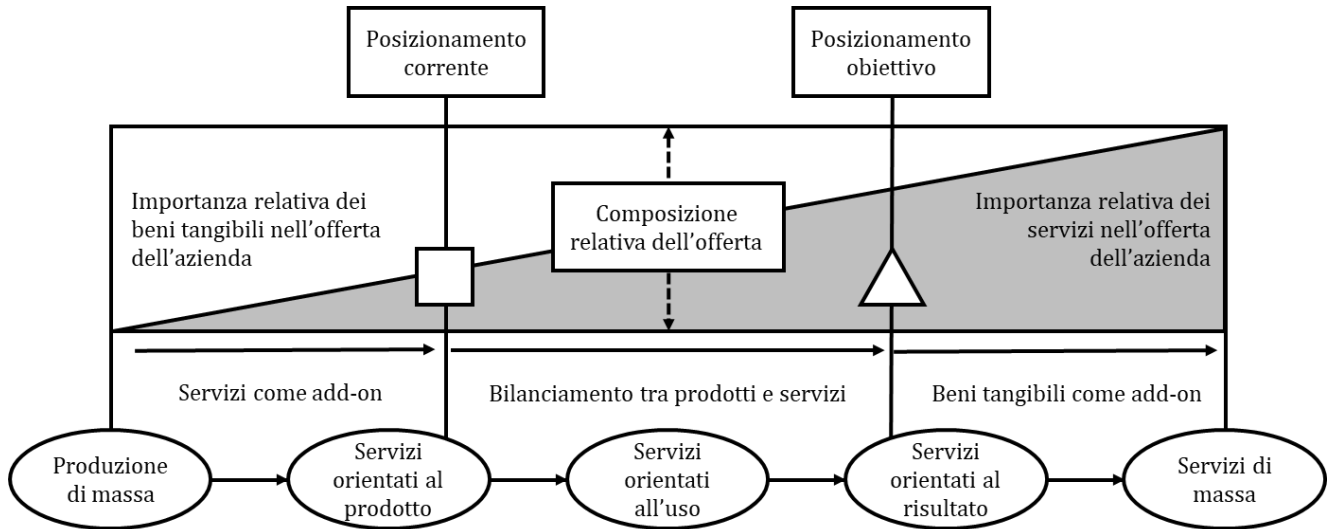 Posizionamento
corrente
Posizionamento
obiettivo
Importanza relativa dei
beni tangibili nell'offerta
dell'azienda
Composizione
relativa dell'offerta
Importanza relativa dei
servizi nell'offerta
dell'azienda
Servizi come add-on
Bilanciamento tra prodotti e servizi
Beni tangibili come add-on
Produzione
di massa
Servizi
orientati al
prodotto
Servizi
orientati
all'uso
Servizi
orientati al
risultato
Servizi di
massa